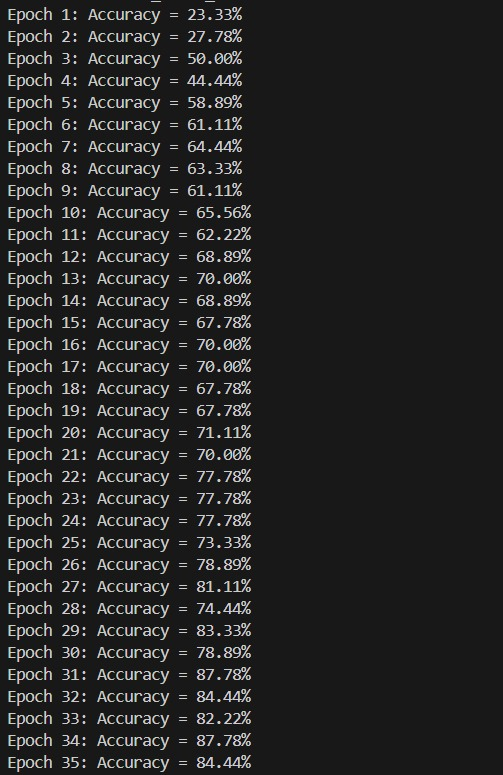 Epoch 1: Accuracy = 23.33%
Epoch 2: Accuracy = 27.78%
Epoch 3: Accuracy = 50.00%
Epoch 4: Accuracy = 44.44%
Epoch 5: Accuracy = 58.89%
Epoch 6: Accuracy = 61.11%
Epoch 7: Accuracy = 64.44%
Epoch 8: Accuracy = 63.33%
Epoch 9: Accuracy = 61.11%
Epoch 10: Accuracy = 65.56%
Epoch 11: Accuracy = 62.22%
Epoch 12: Accuracy = 68.89%
Epoch 13: Accuracy = 70.00%
Epoch 14: Accuracy = 68.89%
Epoch 15: Accuracy = 67.78%
Epoch 16: Accuracy = 70.00%
Epoch 17: Accuracy = 70.00%
Epoch 18: Accuracy = 67.78%
Epoch 19: Accuracy = 67.78%
Epoch 20: Accuracy = 71.11%
Epoch 21: Accuracy = 70.00%
Epoch 22: Accuracy = 77.78%
Epoch 23: Accuracy = 77.78%
Epoch 24: Accuracy = 77.78%
Epoch 25: Accuracy = 73.33%
Epoch 26: Accuracy = 78.89%
Epoch 27: Accuracy = 81.11%
Epoch 28: Accuracy = 74.44%
Epoch 29: Accuracy = 83.33%
Epoch 30: Accuracy = 78.89%
Epoch 31: Accuracy = 87.78%
Epoch 32: Accuracy = 84.44%
Epoch 33: Accuracy = 82.22%
Epoch 34: Accuracy = 87.78%
Epoch 35: Accuracy = 84.44%